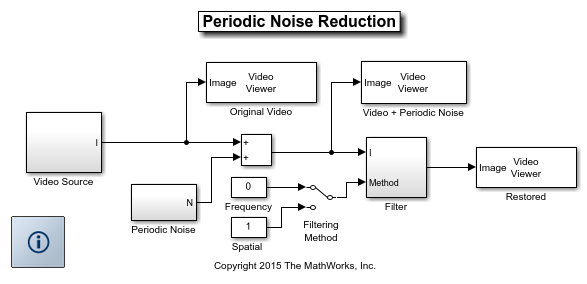 Periodic Noise Reduction
Image
Video
Viewer
Original Video
Image
Video
Viewer
Video + Periodic Noise
I
Video Source
+
+
N
Periodic Noise
0
Frequency
1
Spatial
Filtering
Method
I
Method
Filter
Image
Video
Viewer
Restored
i
Copyright 2015 The MathWorks, Inc.